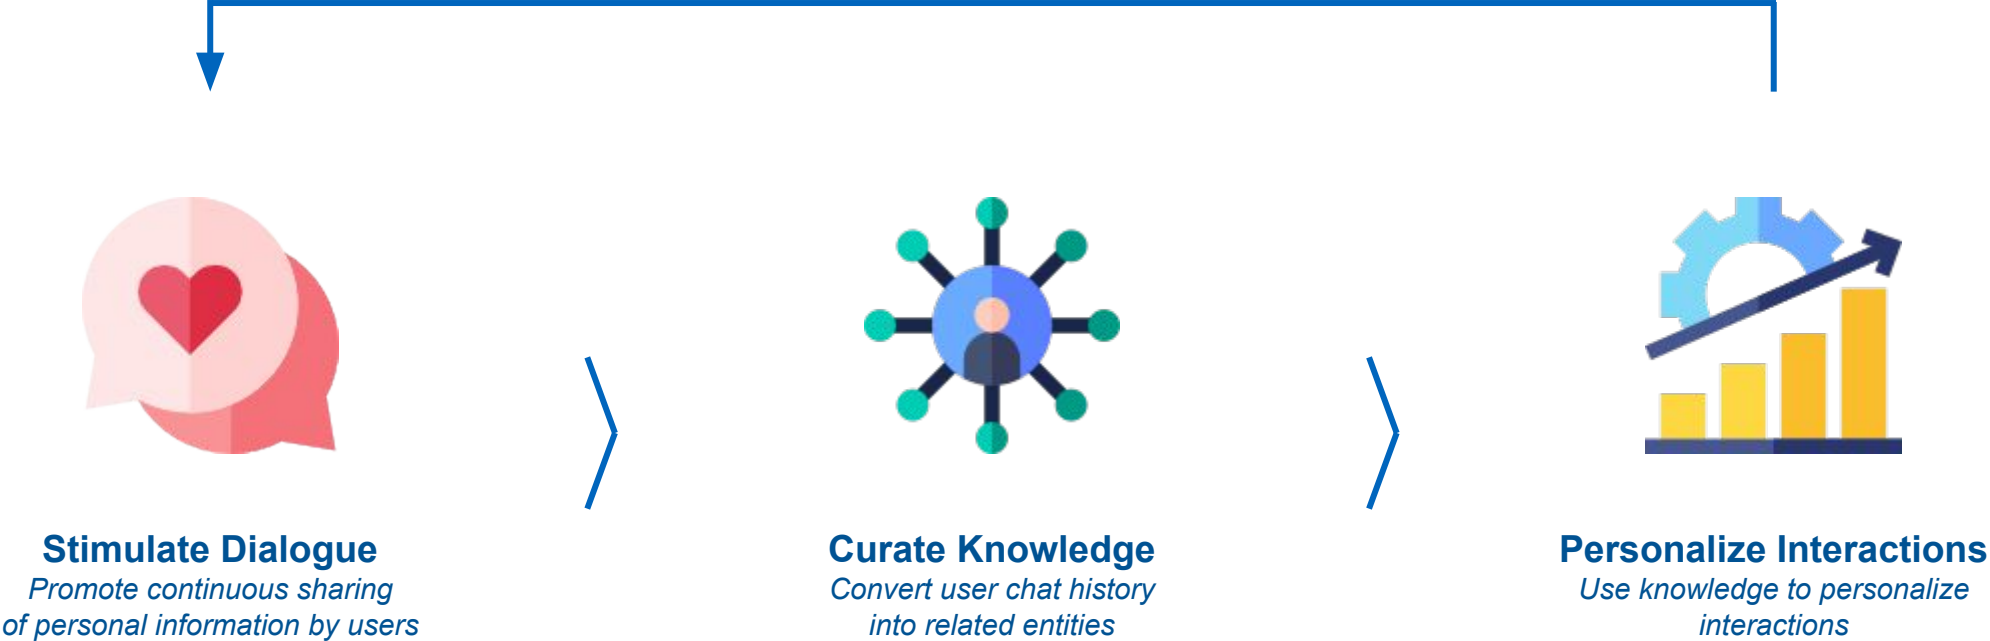 Stimulate Dialogue
Promote continuous sharing
of personal information by users
Curate Knowledge
Convert user chat history
into related entities
Personalize Interactions
Use knowledge to personalize
interactions